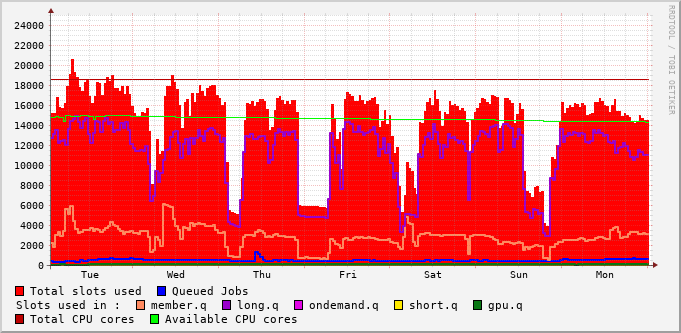 24000
22000
20000
18000
16000
14000
12000
10000
8000
6000
4000
2000
0
Tue Wed Thu Fri Sat Sun Mon
RRDTOOL / TOBI OETIKER
Total slots used Queued Jobs
Slots used in : member.q long.q ondemand.q short.q gpu.q
Total CPU cores Available CPU cores